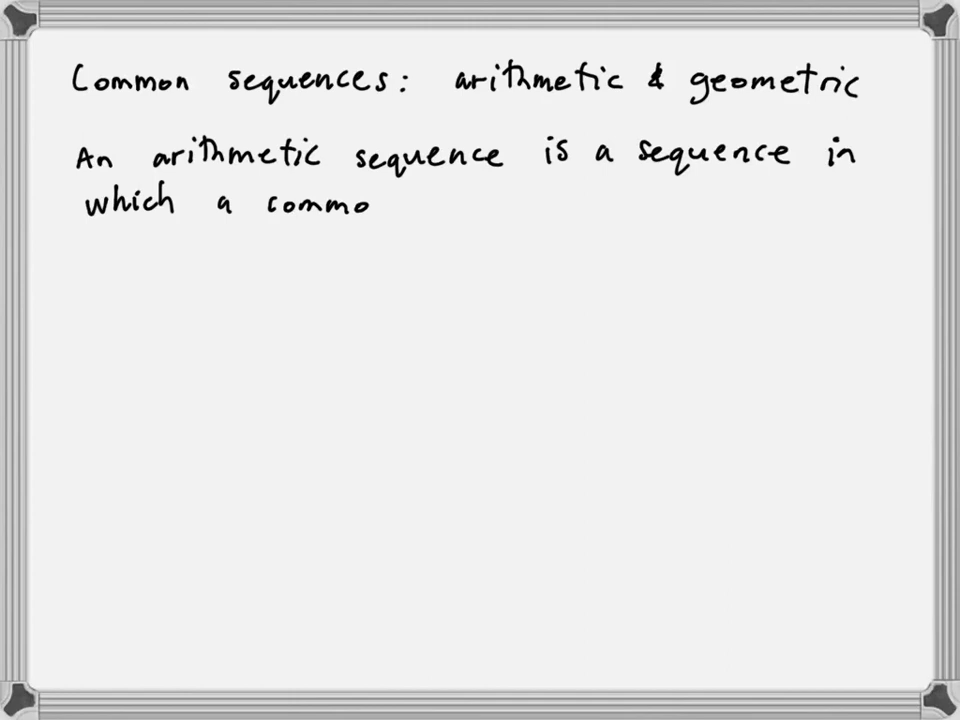 Common sequences: arithmetic & geometric
An arithmetic sequence is a sequence in
which a commo